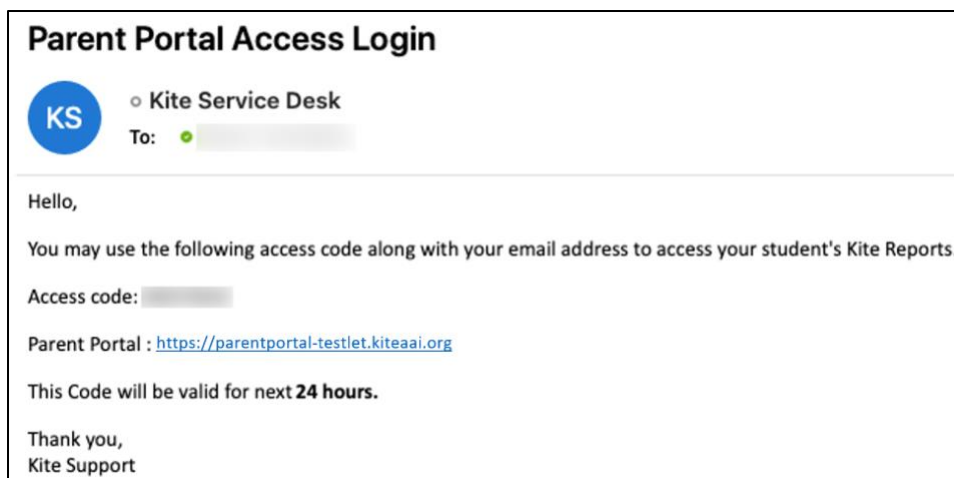 Parent Portal Access Login
KS
Kite Service Desk
To:
Hello,
You may use the following access code along with your email address to access your student's Kite Reports.
Access code:
Parent Portal : https://parentportal-testlet.kiteaai.org
This Code will be valid for next 24 hours.
Thank you,
Kite Support